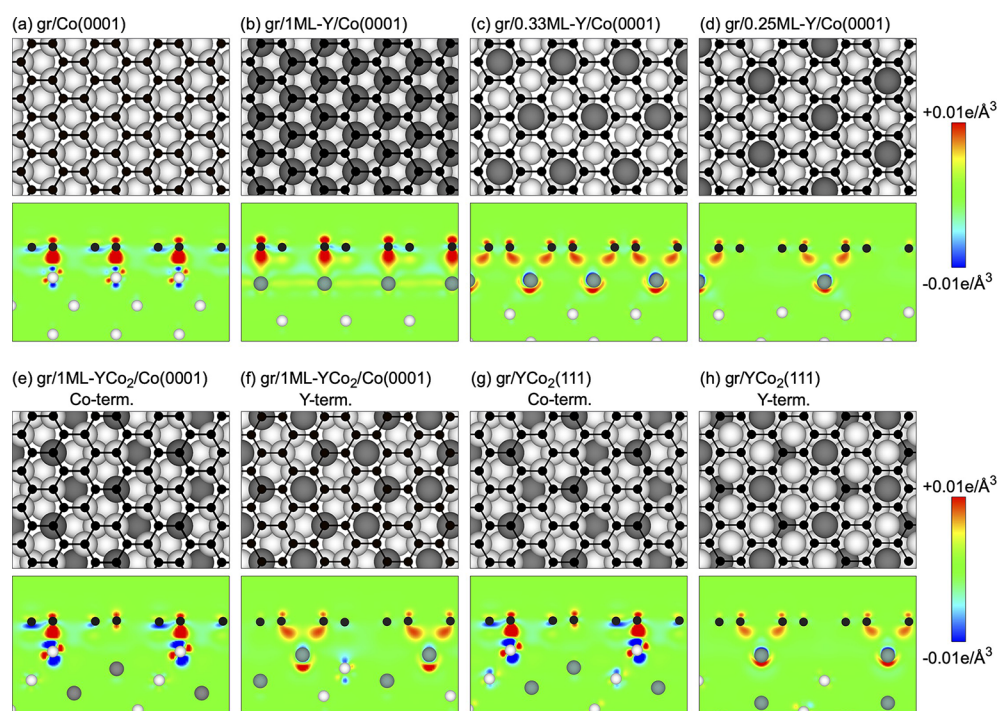 (a) gr/Co(0001)
(b) gr/1ML-Y/Co(0001)
(c) gr/0.33ML-Y/Co(0001)
(d) gr/0.25ML-Y/Co(0001)
+0.01e/Å³
-0.01e/Å³
(e) gr/1ML-YCo₂/Co(0001)
Co-term.
(f) gr/1ML-YCo₂/Co(0001)
Y-term.
(g) gr/YCo₂(111)
Co-term.
(h) gr/YCo₂(111)
Y-term.
+0.01e/Å³
-0.01e/Å³